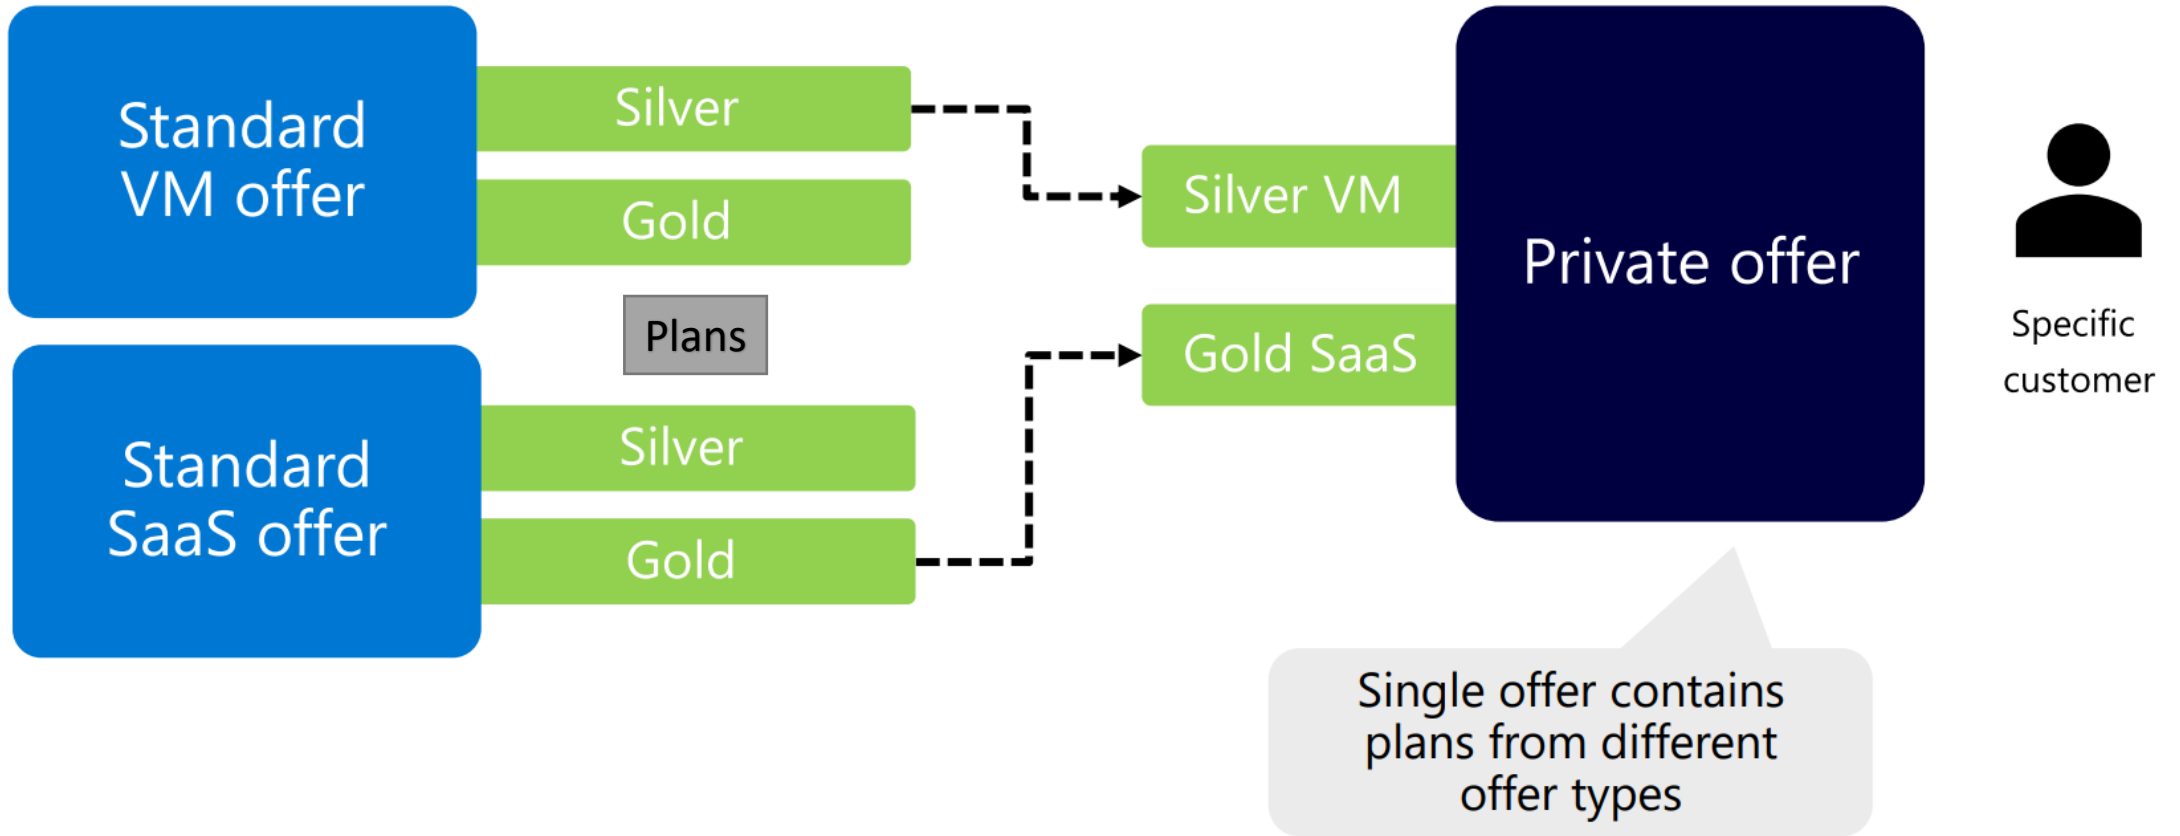 Standard
VM offer
Silver
Gold
Plans
Standard
SaaS offer
Silver
Gold
Silver VM
Gold SaaS
Private offer
Specific
customer
Single offer contains
plans from different
offer types